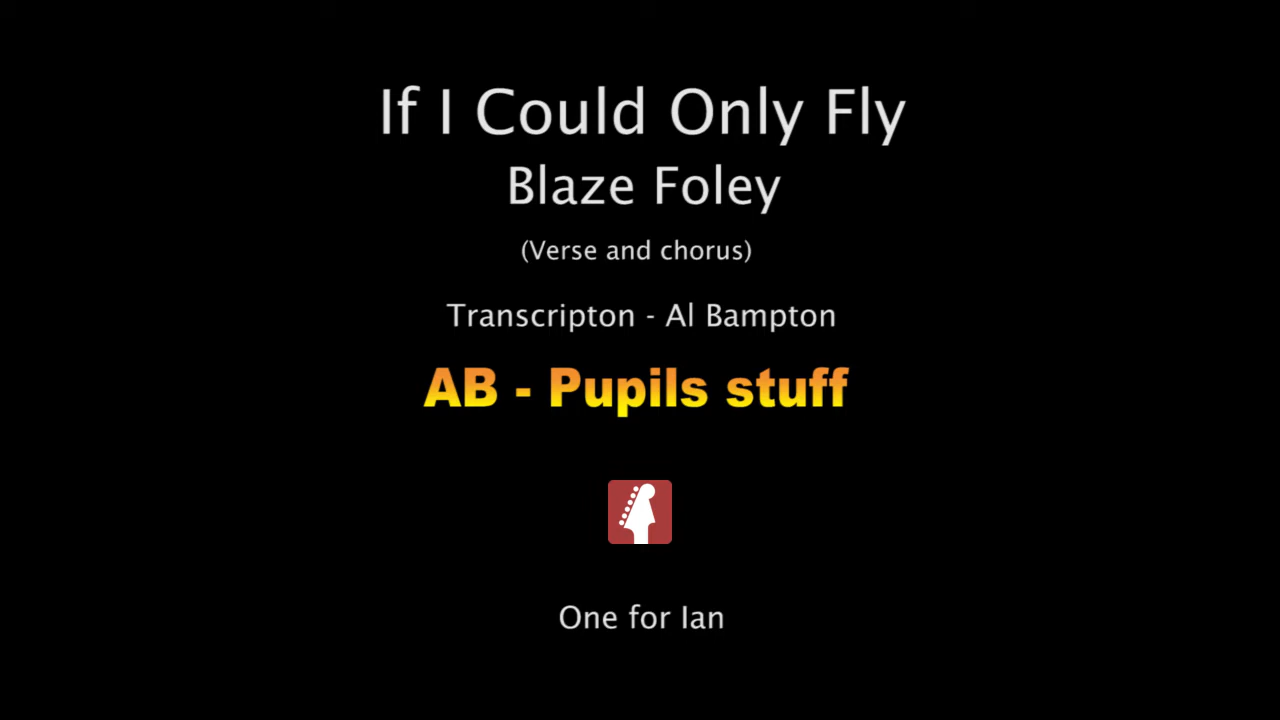 If I Could Only Fly
Blaze Foley
(Verse and chorus)
Transcripton - Al Bampton
AB - Pupils stuff
One for Ian